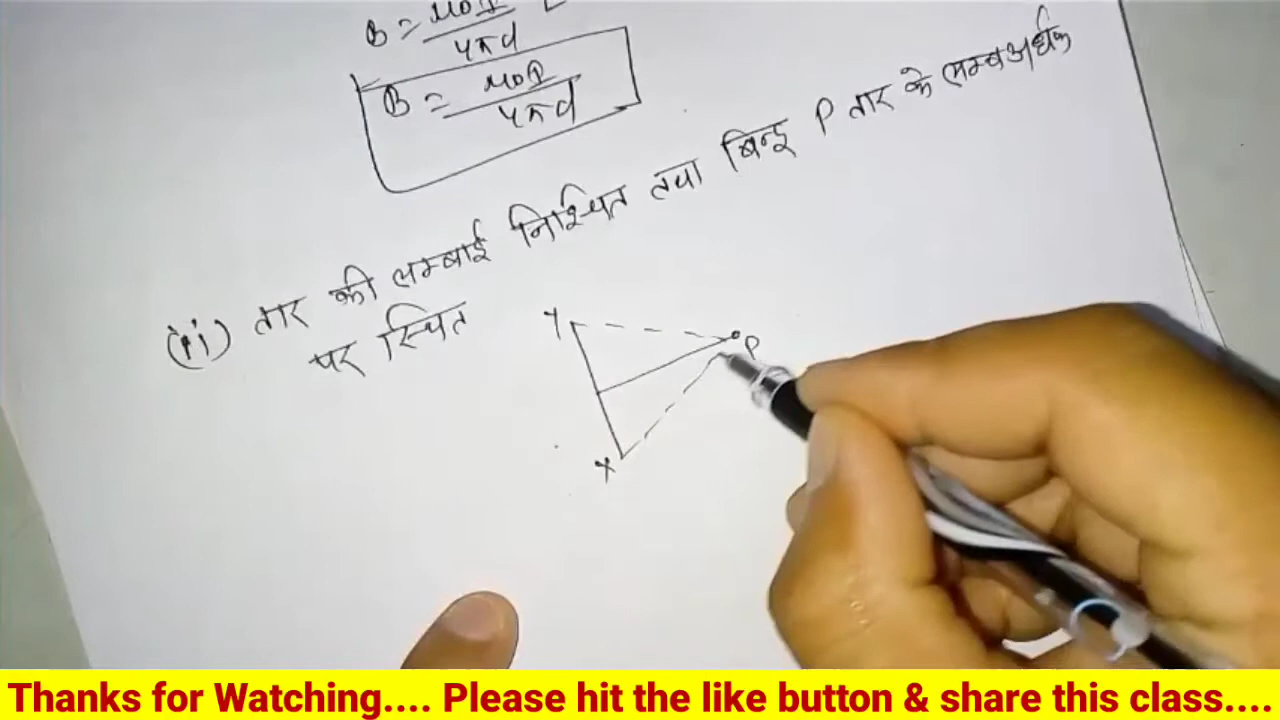 B = μ0I
4πd
B = μ0I
4πd
(ii) तार की लम्बाई निश्चित तथा बिन्दु P तार के लम्बअर्धक
पर स्थित
Y
P
X
Thanks for Watching.... Please hit the like button & share this class....